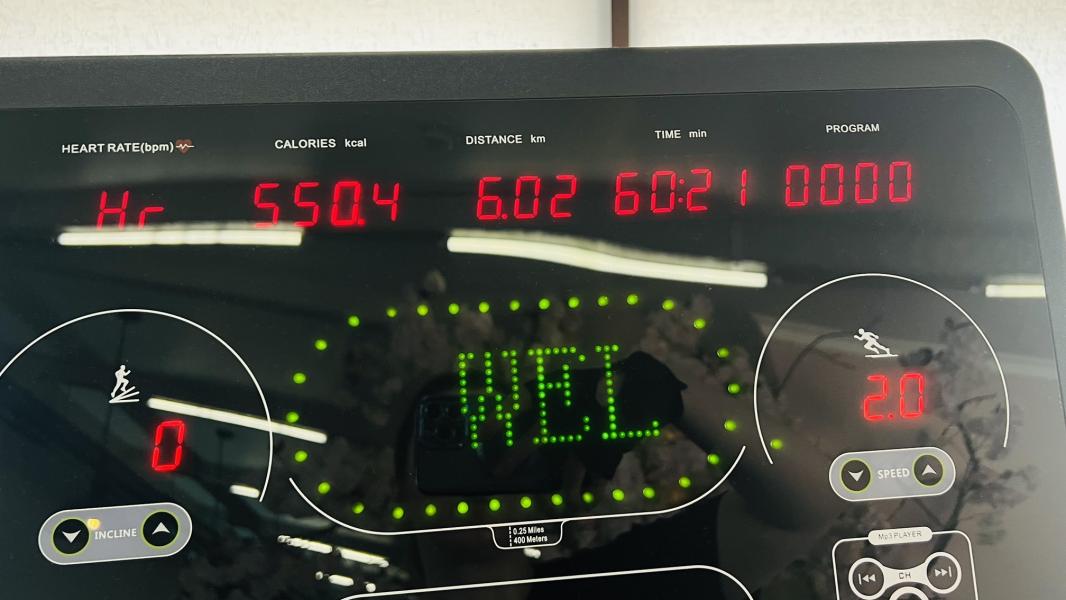 HEART RATE(bpm) CALORIES kcal DISTANCE km TIME min PROGRAM
Hr 550.4 6.02 60:21 0000
WEL
0 2.0
INCLINE SPEED
0.25 Miles
400 Meters
Mp3 PLAYER
CH